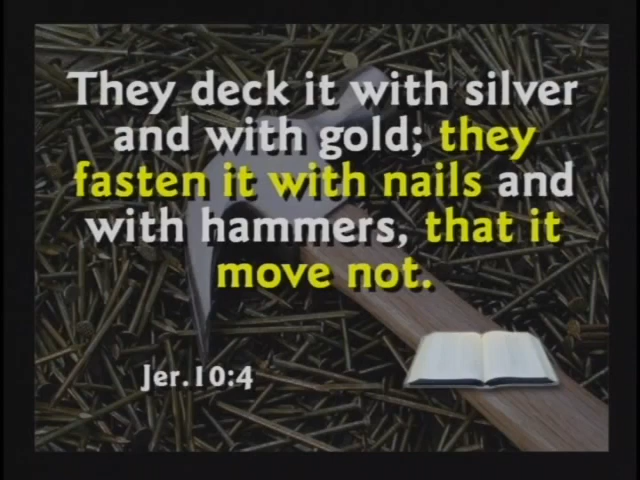 They deck it with silver
and with gold; they
fasten it with nails and
with hammers, that it
move not.
Jer.10:4